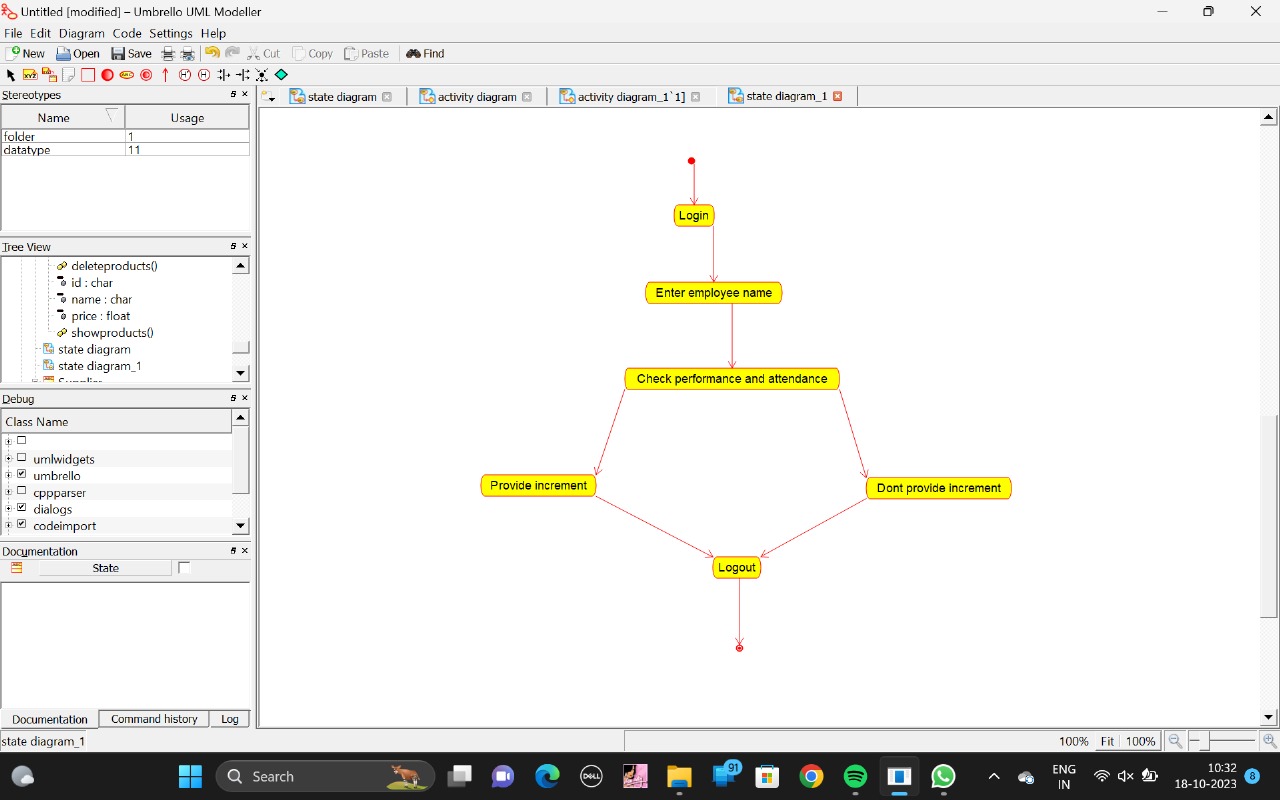 Untitled [modified] – Umbrello UML Modeller
File Edit Diagram Code Settings Help
New Open Save Cut Copy Paste Find
Stereotypes
state diagram activity diagram activity diagram_1`1] state diagram_1
Name Usage
folder 1
datatype 11
Tree View
deleteproducts()
id : char
name : char
price : float
showproducts()
state diagram
state diagram_1
Supplier
Debug
Class Name
umlwidgets
umbrello
cppparser
dialogs
codeimport
Documentation
State
Documentation Command history Log
Login
Enter employee name
Check performance and attendance
Provide increment
Dont provide increment
Logout
state diagram_1
100% Fit 100%
Search
DELL
91
ENG
IN
10:32
18-10-2023
8